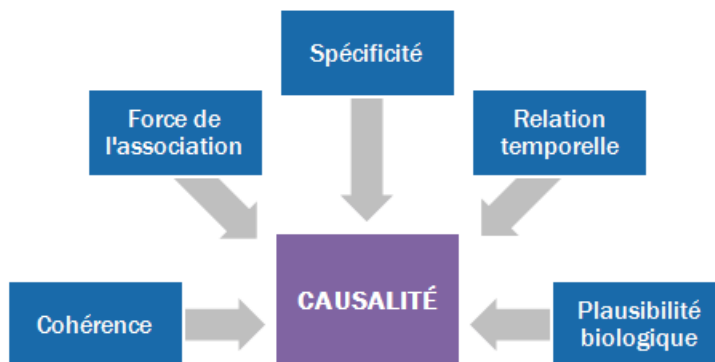 Spécificité
Force de
l'association
Relation
temporelle
CAUSALITÉ
Cohérence
Plausibilité
biologique